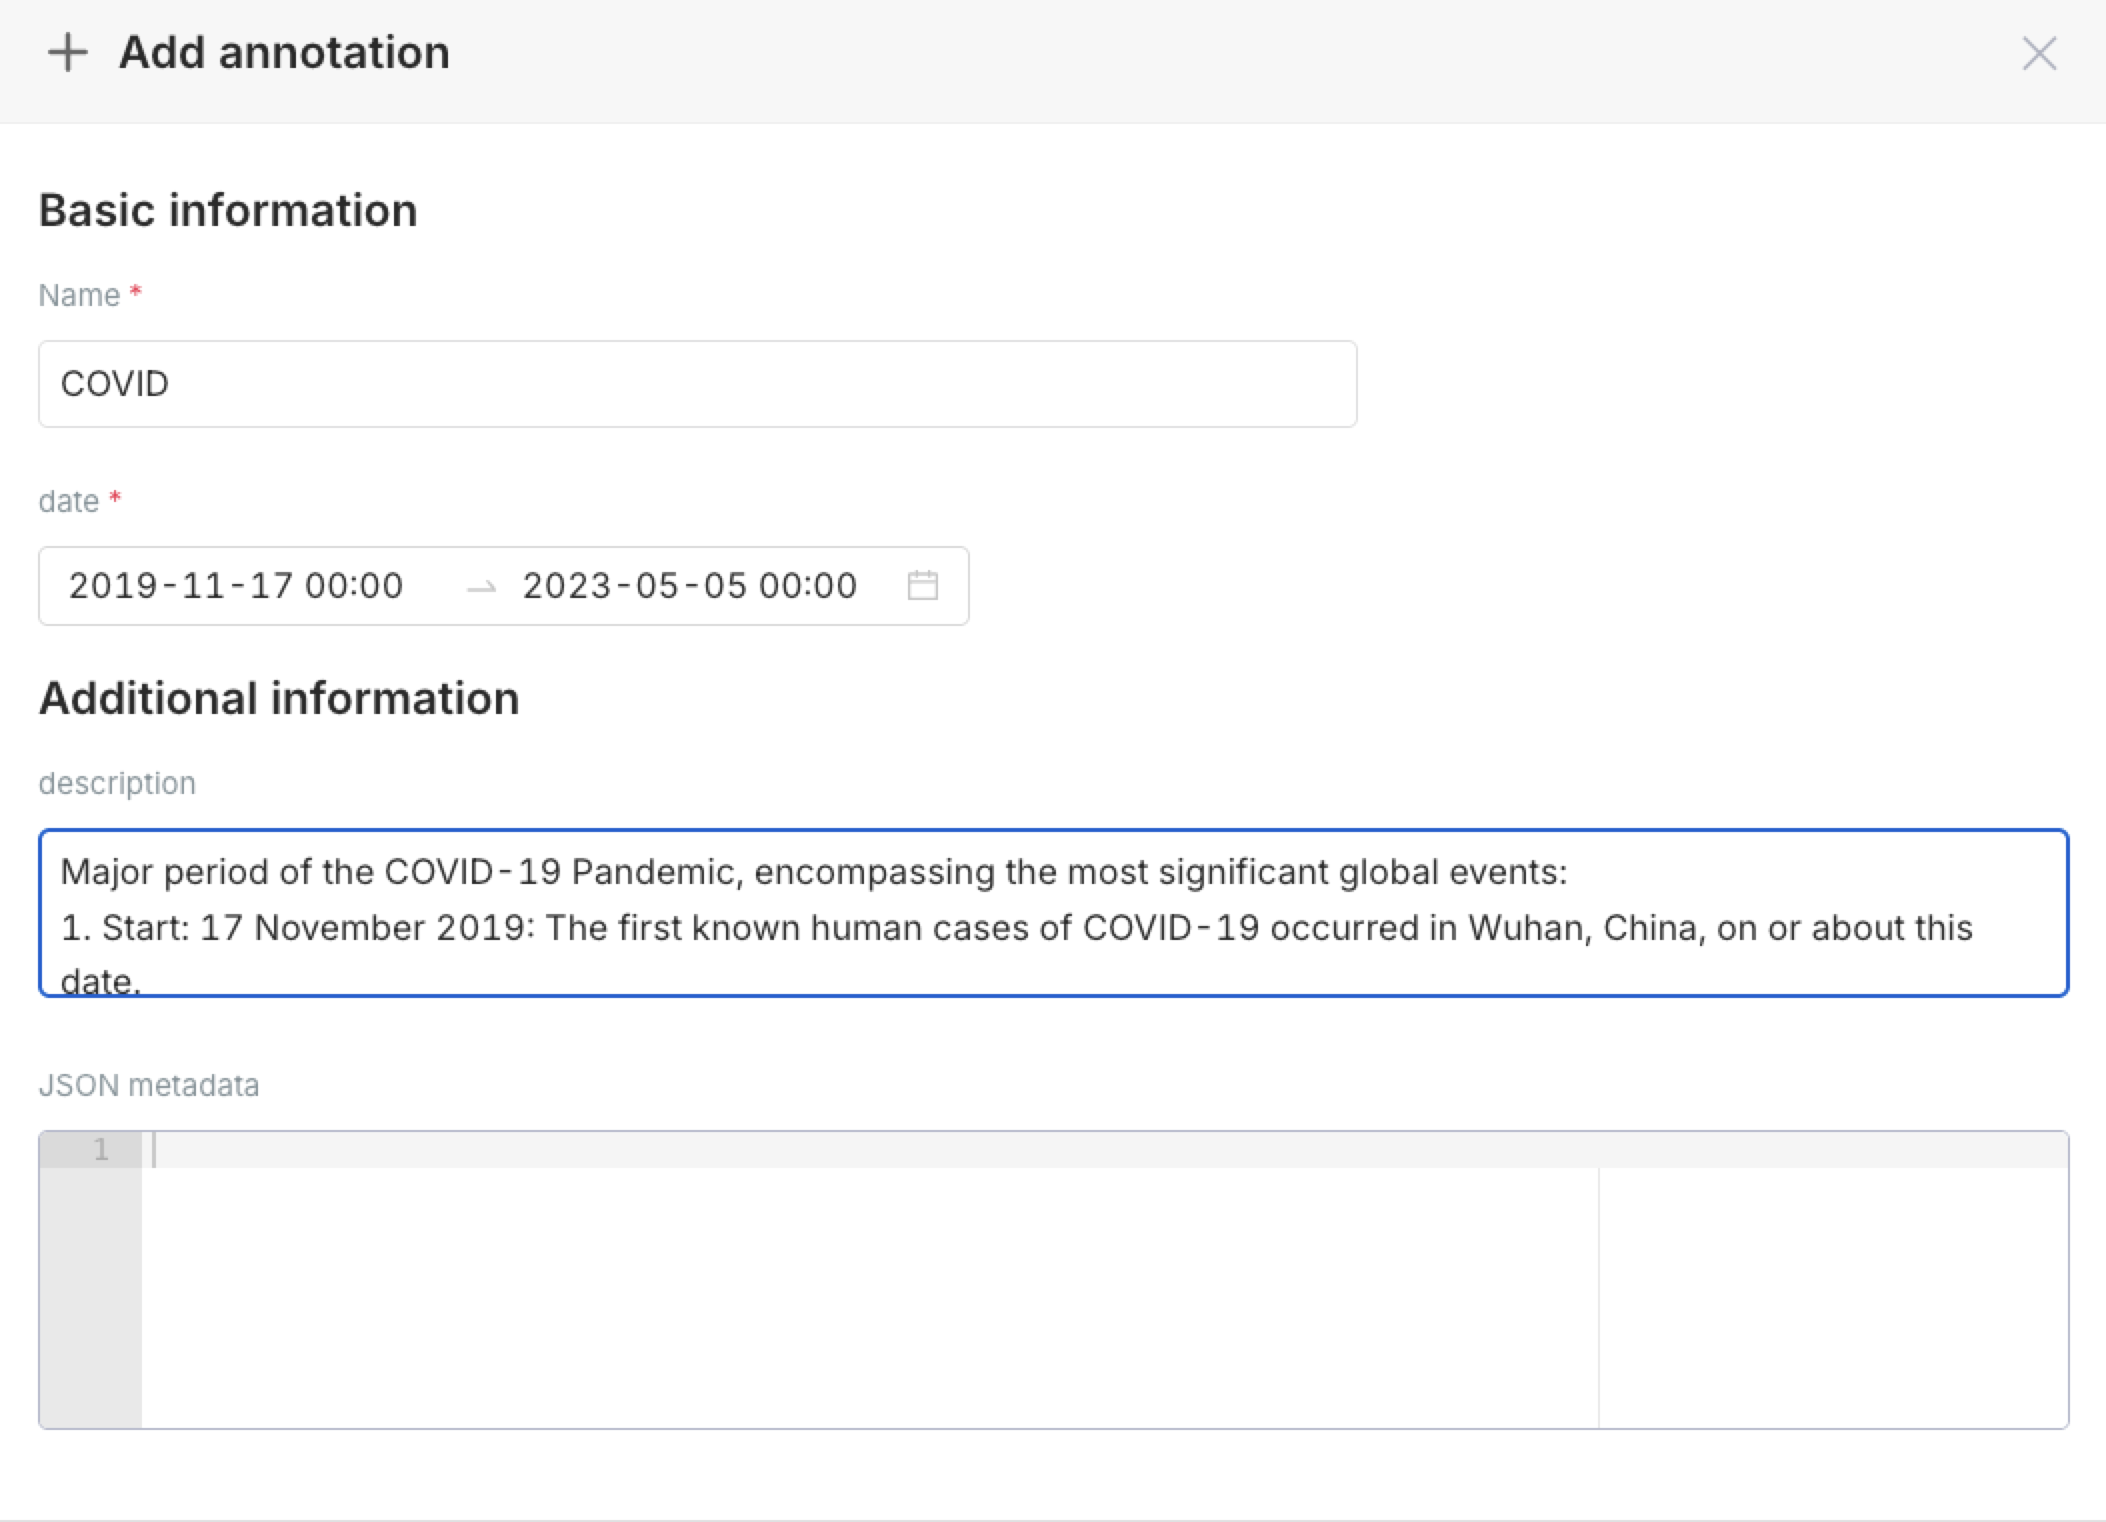 Add annotation
Basic information
Name *
COVID
date *
2019-11-17 00:00 → 2023-05-05 00:00
Additional information
description
Major period of the COVID-19 Pandemic, encompassing the most significant global events:
1. Start: 17 November 2019: The first known human cases of COVID-19 occurred in Wuhan, China, on or about this
date.
JSON metadata
1